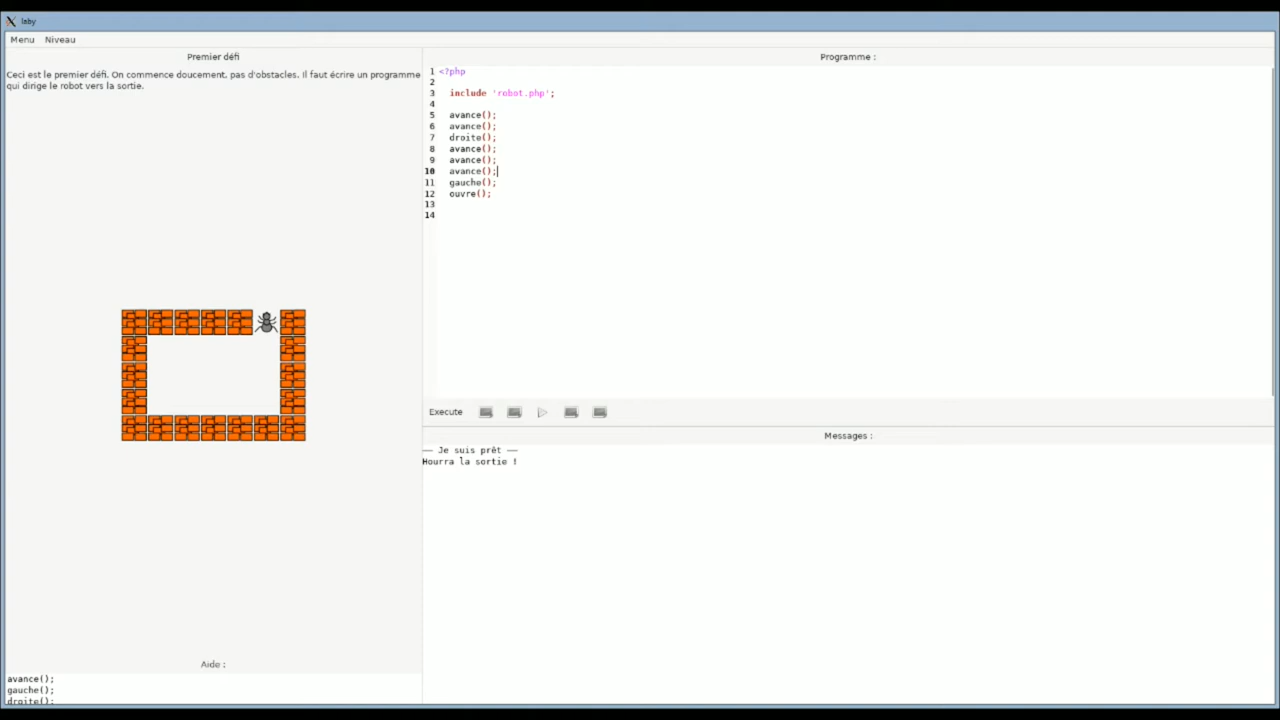 laby
Menu Niveau
Premier défi
Ceci est le premier défi. On commence doucement, pas d'obstacles. Il faut écrire un programme
qui dirige le robot vers la sortie.
Aide :
avance();
gauche();
droite();
Programme :
1 <?php
2
3 include 'robot.php';
4
5 avance();
6 avance();
7 droite();
8 avance();
9 avance();
10 avance();
11 gauche();
12 ouvre();
13
14
Execute
Messages :
—— Je suis prêt ——
Hourra la sortie !